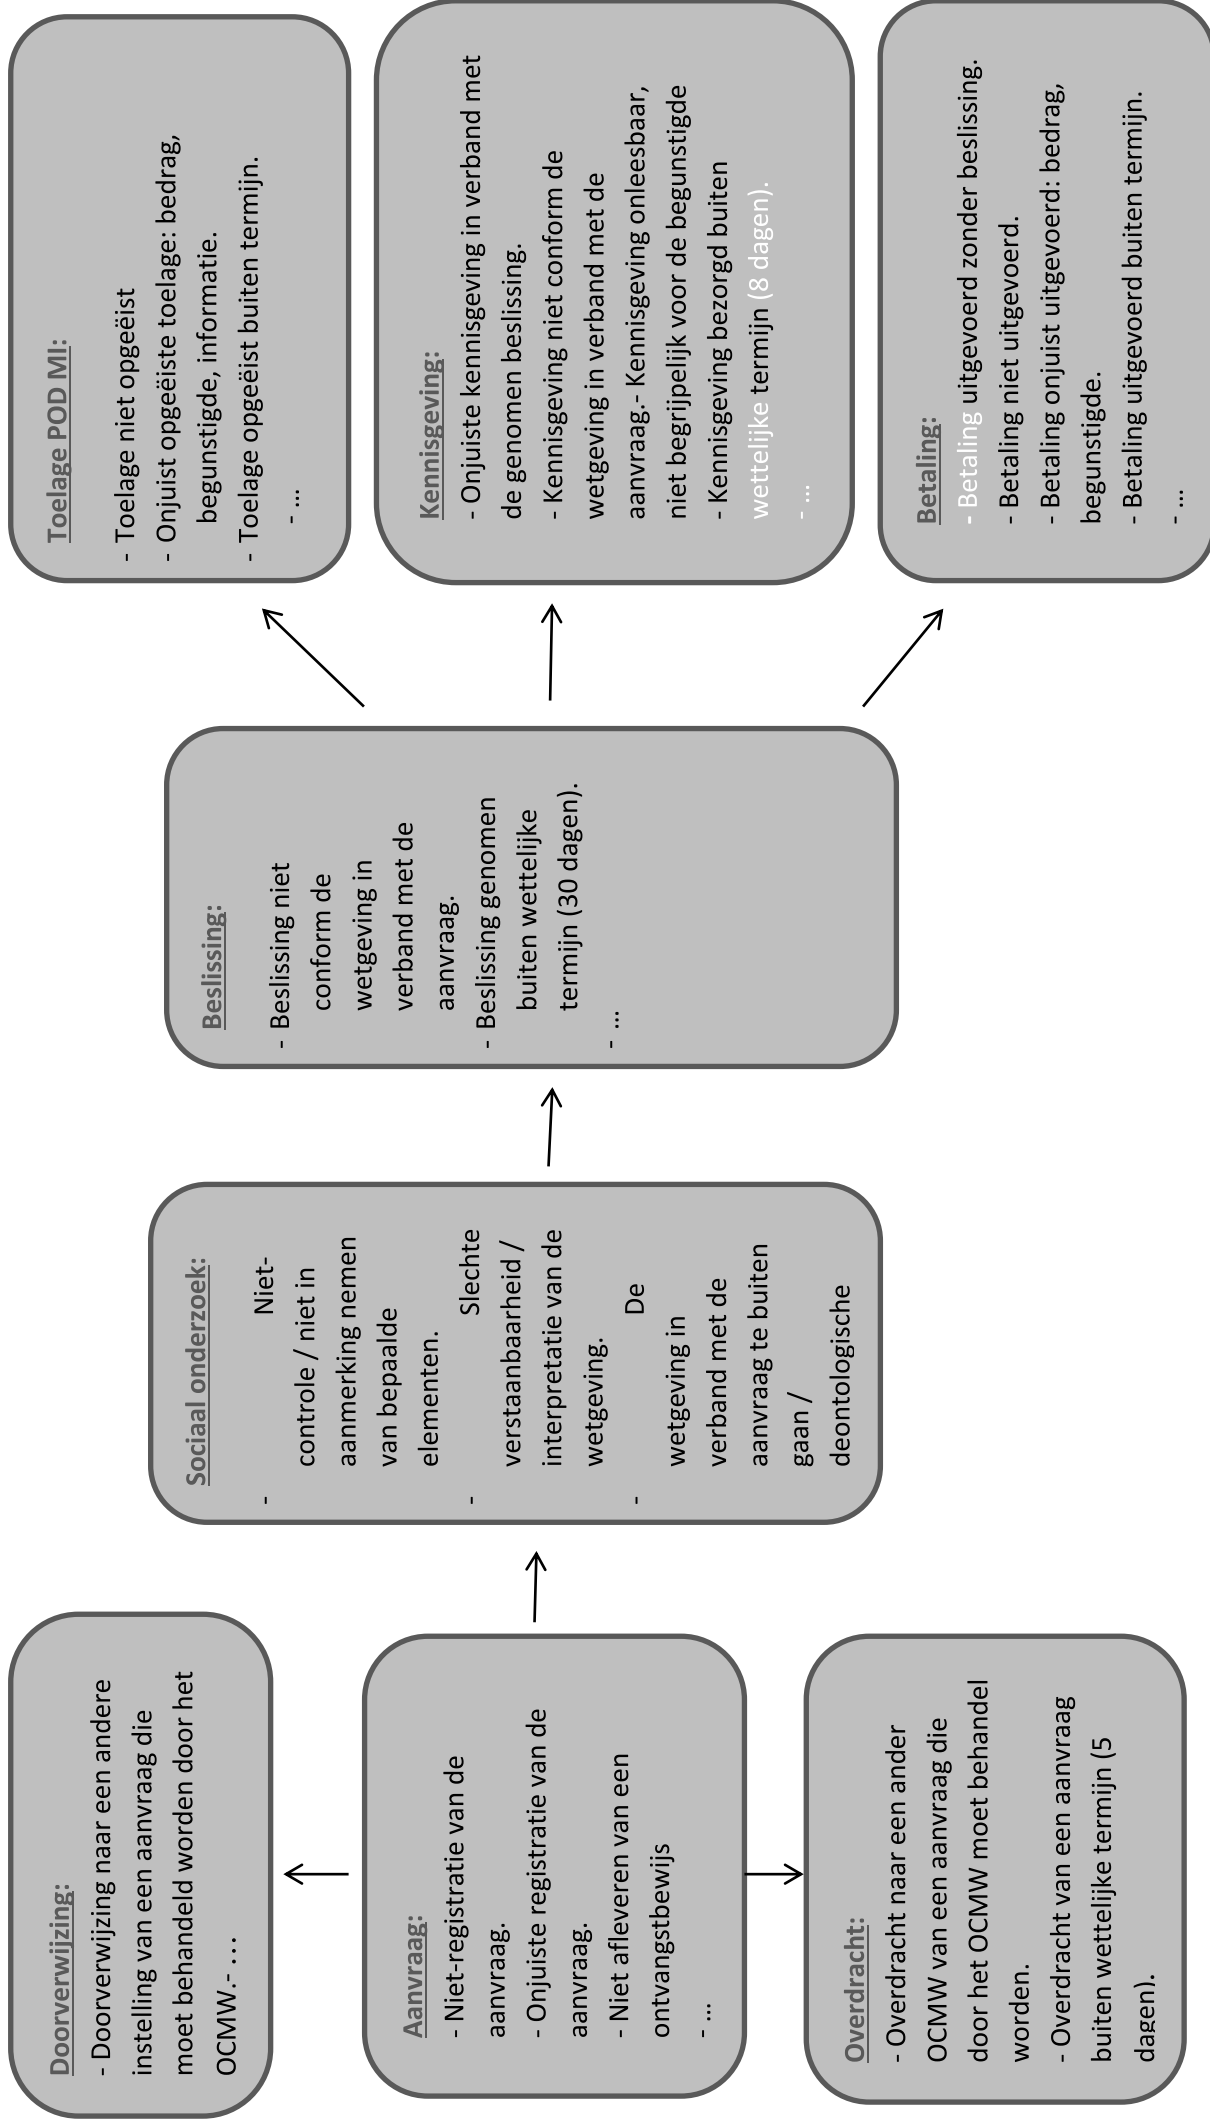 Doorverwijzing:
- Doorverwijzing naar een andere
instelling van een aanvraag die
moet behandeld worden door het
OCMW.- …
Aanvraag:
- Niet-registratie van de
aanvraag.
- Onjuiste registratie van de
aanvraag.
- Niet afleveren van een
ontvangstbewijs
- ...
Overdracht:
- Overdracht naar een ander
OCMW van een aanvraag die
door het OCMW moet behandel
worden.
- Overdracht van een aanvraag
buiten wettelijke termijn (5
dagen).
Sociaal onderzoek:
- Niet-
controle / niet in
aanmerking nemen
van bepaalde
elementen.
- Slechte
verstaanbaarheid /
interpretatie van de
wetgeving.
- De
wetgeving in
verband met de
aanvraag te buiten
gaan /
deontologische
Beslissing:
- Beslissing niet
conform de
wetgeving in
verband met de
aanvraag.
- Beslissing genomen
buiten wettelijke
termijn (30 dagen).
- ...
Toelage POD MI:
- Toelage niet opgeëist
- Onjuist opgeëiste toelage: bedrag,
begunstigde, informatie.
- Toelage opgeëist buiten termijn.
- ...
Kennisgeving:
- Onjuiste kennisgeving in verband met
de genomen beslissing.
- Kennisgeving niet conform de
wetgeving in verband met de
aanvraag.- Kennisgeving onleesbaar,
niet begrijpelijk voor de begunstigde
- Kennisgeving bezorgd buiten
wettelijke termijn (8 dagen).
- ...
Betaling:
- Betaling uitgevoerd zonder beslissing.
- Betaling niet uitgevoerd.
- Betaling onjuist uitgevoerd: bedrag,
begunstigde.
- Betaling uitgevoerd buiten termijn.
- ...